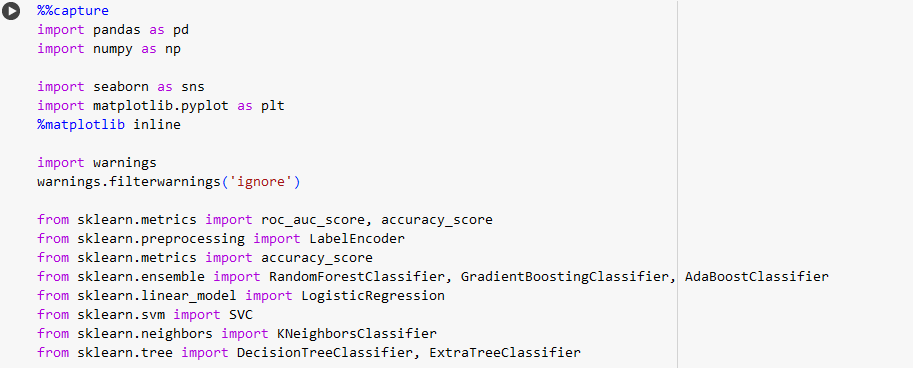 %%capture
import pandas as pd
import numpy as np
import seaborn as sns
import matplotlib.pyplot as plt
%matplotlib inline
import warnings
warnings.filterwarnings('ignore')
from sklearn.metrics import roc_auc_score, accuracy_score
from sklearn.preprocessing import LabelEncoder
from sklearn.metrics import accuracy_score
from sklearn.ensemble import RandomForestClassifier, GradientBoostingClassifier, AdaBoostClassifier
from sklearn.linear_model import LogisticRegression
from sklearn.svm import SVC
from sklearn.neighbors import KNeighborsClassifier
from sklearn.tree import DecisionTreeClassifier, ExtraTreeClassifier